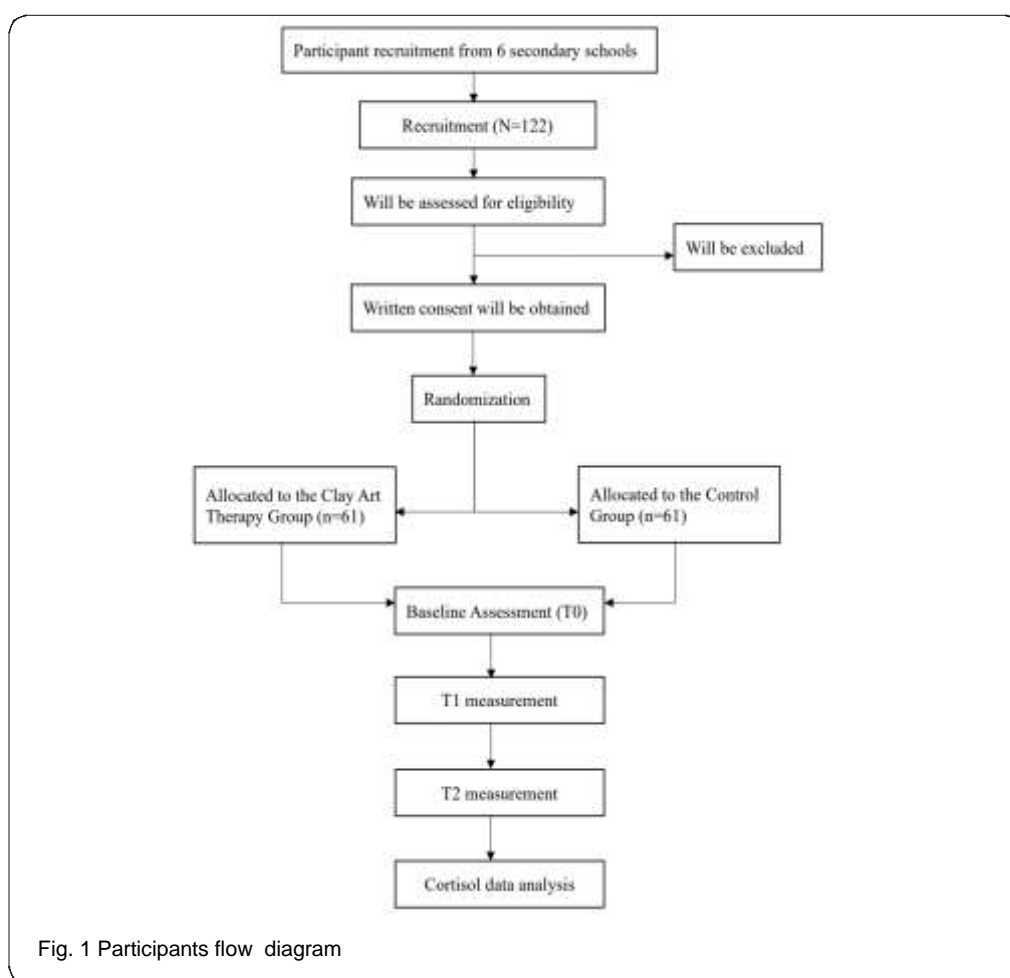 Participant recruitment from 6 secondary schools
Recruitment (N=122)
Will be assessed for eligibility
Will be excluded
Written consent will be obtained
Randomization
Allocated to the Clay Art
Therapy Group (n=61)
Allocated to the Control
Group (n=61)
Baseline Assessment (T0)
T1 measurement
T2 measurement
Cortisol data analysis
Fig. 1 Participants flow diagram